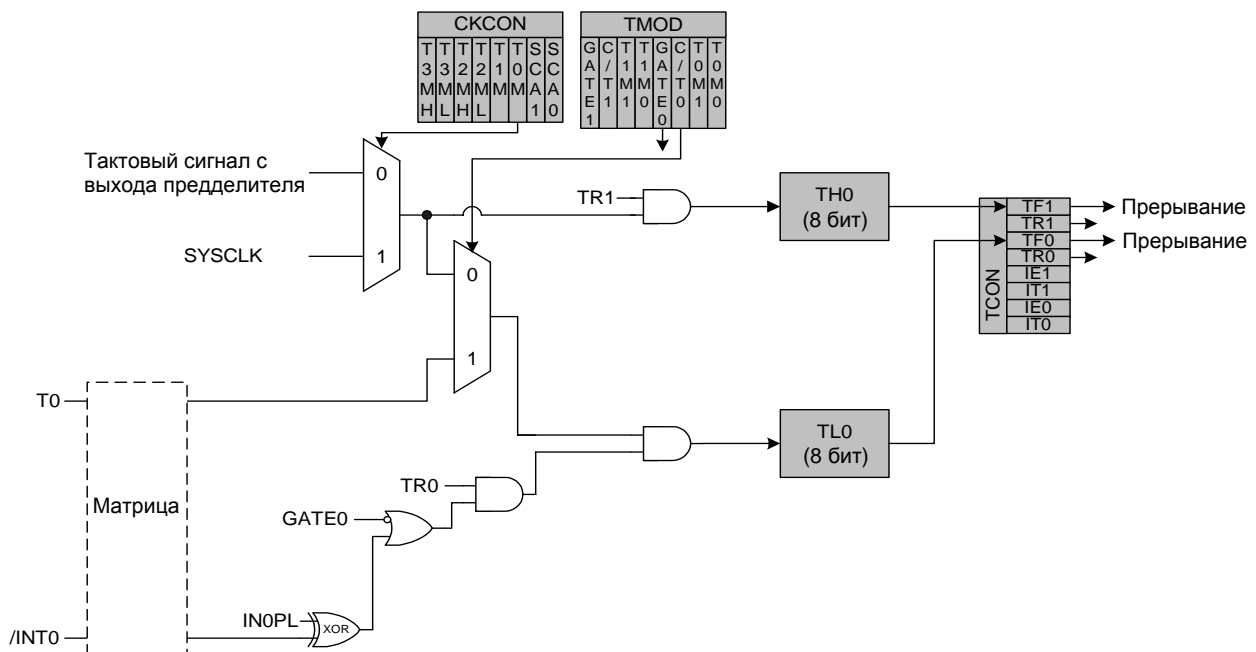 CKCON
T3MH
T3ML
T2MH
T2ML
T1M
T0M
SCA1
SCA0
TMOD
GATE1
C/T1
T1M1
T1M0
GATE0
C/T0
T0M1
T0M0
Тактовый сигнал с
выхода предделителя
0
SYSCLK
1
TR1
TH0
(8 бит)
TCON
TF1
TR1
TF0
TR0
IE1
IT1
IE0
IT0
Прерывание
Прерывание
0
1
T0
Матрица
TL0
(8 бит)
TR0
GATE0
IN0PL
XOR
/INT0